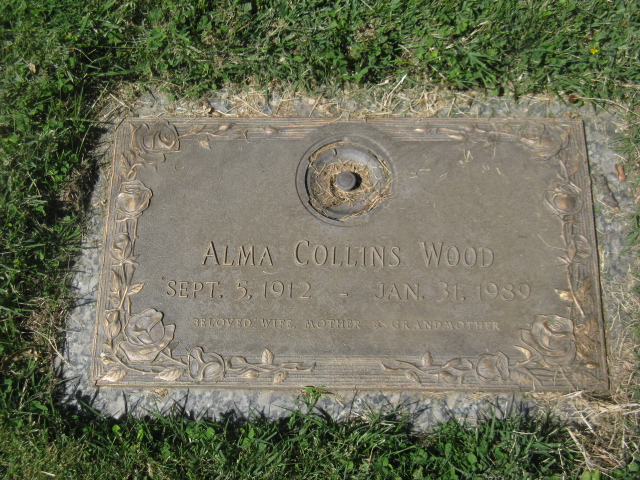 ALMA COLLINS WOOD
SEPT. 5, 1912 - JAN. 31, 1989
BELOVED WIFE, MOTHER & GRANDMOTHER